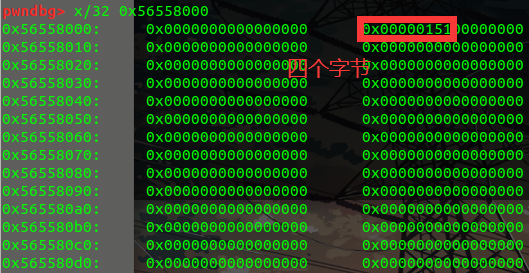 pwndbg> x/32 0x56558000
0x56558000: 0x0000000000000000 0x0000015100000000
0x56558010: 0x0000000000000000 0x0000000000000000
0x56558020: 0x0000000000000000 0x0000000000000000
四个字节
0x56558030: 0x0000000000000000 0x0000000000000000
0x56558040: 0x0000000000000000 0x0000000000000000
0x56558050: 0x0000000000000000 0x0000000000000000
0x56558060: 0x0000000000000000 0x0000000000000000
0x56558070: 0x0000000000000000 0x0000000000000000
0x56558080: 0x0000000000000000 0x0000000000000000
0x56558090: 0x0000000000000000 0x0000000000000000
0x565580a0: 0x0000000000000000 0x0000000000000000
0x565580b0: 0x0000000000000000 0x0000000000000000
0x565580c0: 0x0000000000000000 0x0000000000000000
0x565580d0: 0x0000000000000000 0x0000000000000000